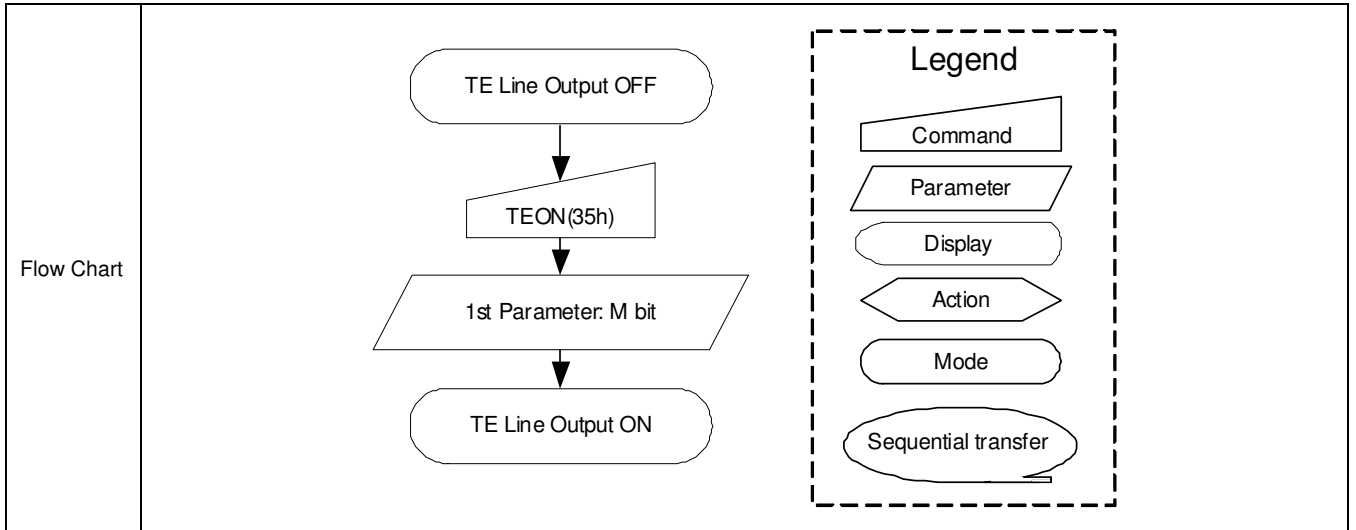 Flow Chart
TE Line Output OFF
TEON(35h)
1st Parameter: M bit
TE Line Output ON
Legend
Command
Parameter
Display
Action
Mode
Sequential transfer